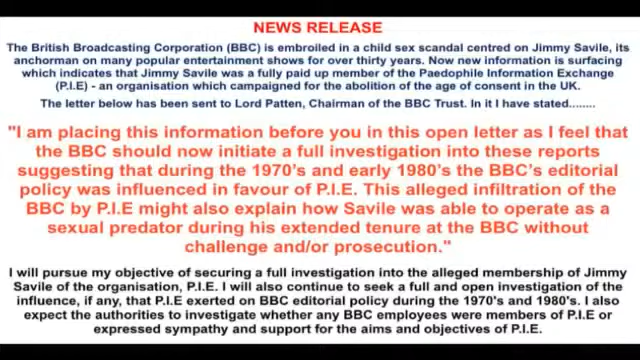 NEWS RELEASE
The British Broadcasting Corporation (BBC) is embroiled in a child sex scandal centred on Jimmy Savile, its
anchorman on many popular entertainment shows for over thirty years. Now new information is surfacing
which indicates that Jimmy Savile was a fully paid up member of the Paedophile Information Exchange
(P.I.E) - an organisation which campaigned for the abolition of the age of consent in the UK.
The letter below has been sent to Lord Patten, Chairman of the BBC Trust. In it I have stated........
"I am placing this information before you in this open letter as I feel that
the BBC should now initiate a full investigation into these reports
suggesting that during the 1970's and early 1980's the BBC's editorial
policy was influenced in favour of P.I.E. This alleged infiltration of the
BBC by P.I.E might also explain how Savile was able to operate as a
sexual predator during his extended tenure at the BBC without
challenge and/or prosecution."
I will pursue my objective of securing a full investigation into the alleged membership of Jimmy
Savile of the organisation, P.I.E. I will also continue to seek a full and open investigation of the
influence, if any, that P.I.E exerted on BBC editorial policy during the 1970's and 1980's. I also
expect the authorities to investigate whether any BBC employees were members of P.I.E or
expressed sympathy and support for the aims and objectives of P.I.E.